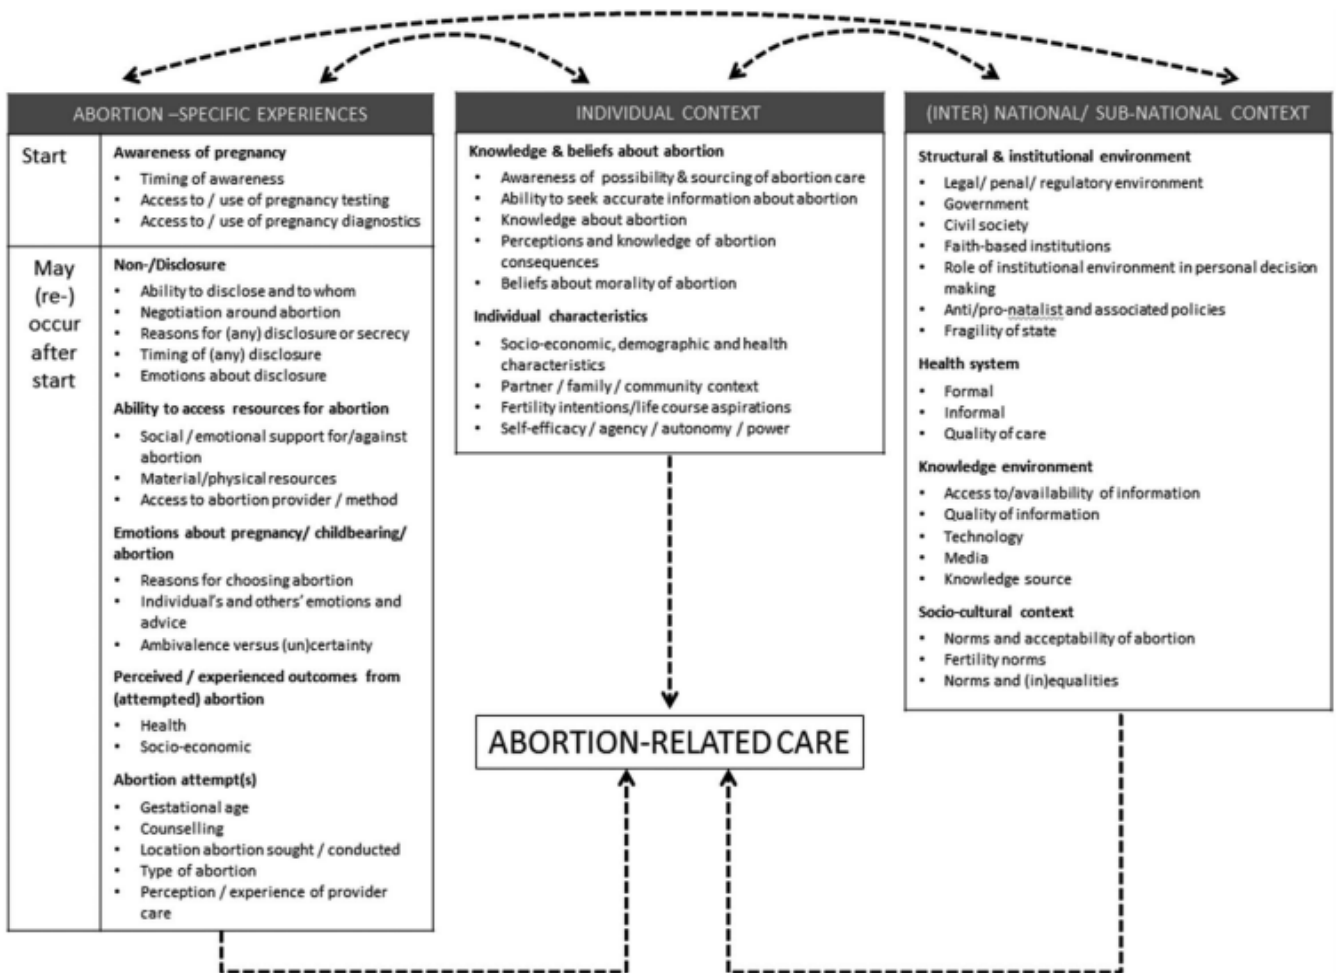 ABORTION –SPECIFIC EXPERIENCES
Start
Awareness of pregnancy
• Timing of awareness
• Access to / use of pregnancy testing
• Access to / use of pregnancy diagnostics
May
(re-)
occur
after
start
Non-/Disclosure
• Ability to disclose and to whom
• Negotiation around abortion
• Reasons for (any) disclosure or secrecy
• Timing of (any) disclosure
• Emotions about disclosure
Ability to access resources for abortion
• Social / emotional support for/against
abortion
• Material/physical resources
• Access to abortion provider / method
Emotions about pregnancy/ childbearing/
abortion
• Reasons for choosing abortion
• Individual's and others' emotions and
advice
• Ambivalence versus (un)certainty
Perceived / experienced outcomes from
(attempted) abortion
• Health
• Socio-economic
Abortion attempt(s)
• Gestational age
• Counselling
• Location abortion sought / conducted
• Type of abortion
• Perception / experience of provider
care
INDIVIDUAL CONTEXT
Knowledge & beliefs about abortion
• Awareness of possibility & sourcing of abortion care
• Ability to seek accurate information about abortion
• Knowledge about abortion
• Perceptions and knowledge of abortion
consequences
• Beliefs about morality of abortion
Individual characteristics
• Socio-economic, demographic and health
characteristics
• Partner / family / community context
• Fertility intentions/life course aspirations
• Self-efficacy / agency / autonomy / power
(INTER) NATIONAL/ SUB-NATIONAL CONTEXT
Structural & institutional environment
• Legal/ penal/ regulatory environment
• Government
• Civil society
• Faith-based institutions
• Role of institutional environment in personal decision
making
• Anti/pro-natalist and associated policies
• Fragility of state
Health system
• Formal
• Informal
• Quality of care
Knowledge environment
• Access to/availability of information
• Quality of information
• Technology
• Media
• Knowledge source
Socio-cultural context
• Norms and acceptability of abortion
• Fertility norms
• Norms and (in)equalities
ABORTION-RELATED CARE